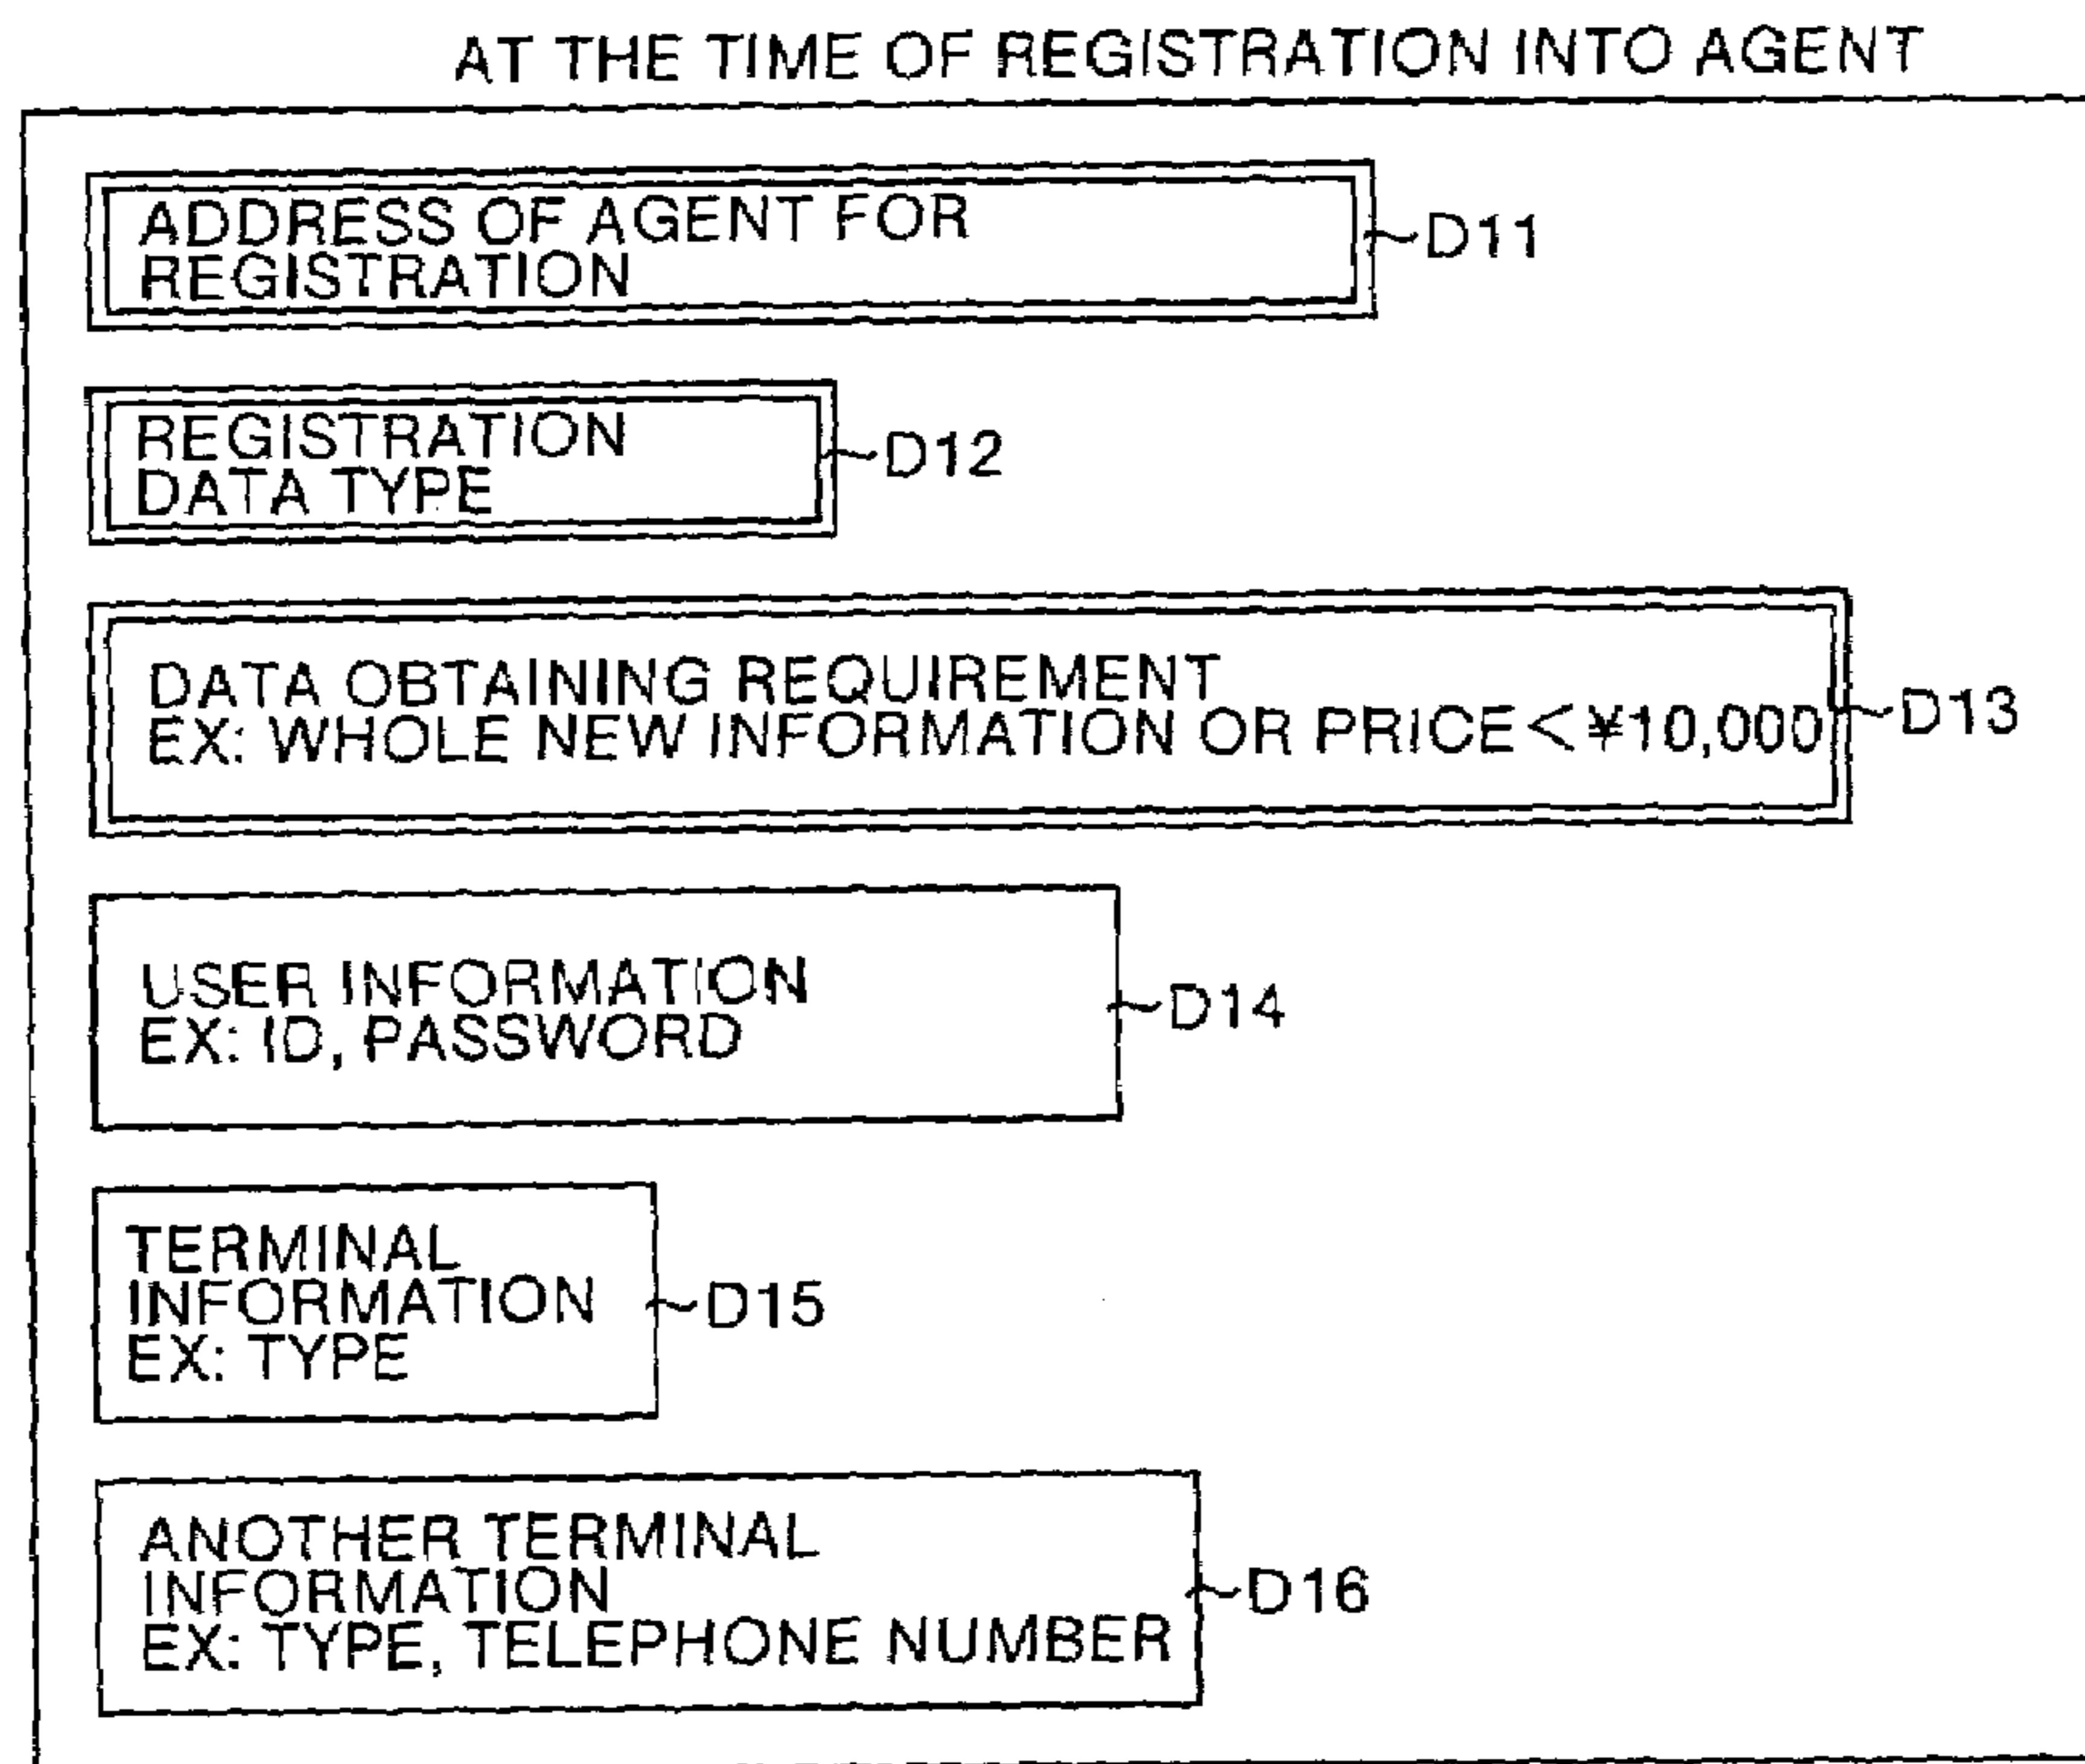 AT THE TIME OF REGISTRATION INTO AGENT
ADDRESS OF AGENT FOR
REGISTRATION
D11
REGISTRATION
DATA TYPE
D12
DATA OBTAINING REQUIREMENT
EX: WHOLE NEW INFORMATION OR PRICE < ¥10,000
D13
USER INFORMATION
EX: ID, PASSWORD
D14
TERMINAL
INFORMATION
EX: TYPE
D15
ANOTHER TERMINAL
INFORMATION
EX: TYPE, TELEPHONE NUMBER
D16